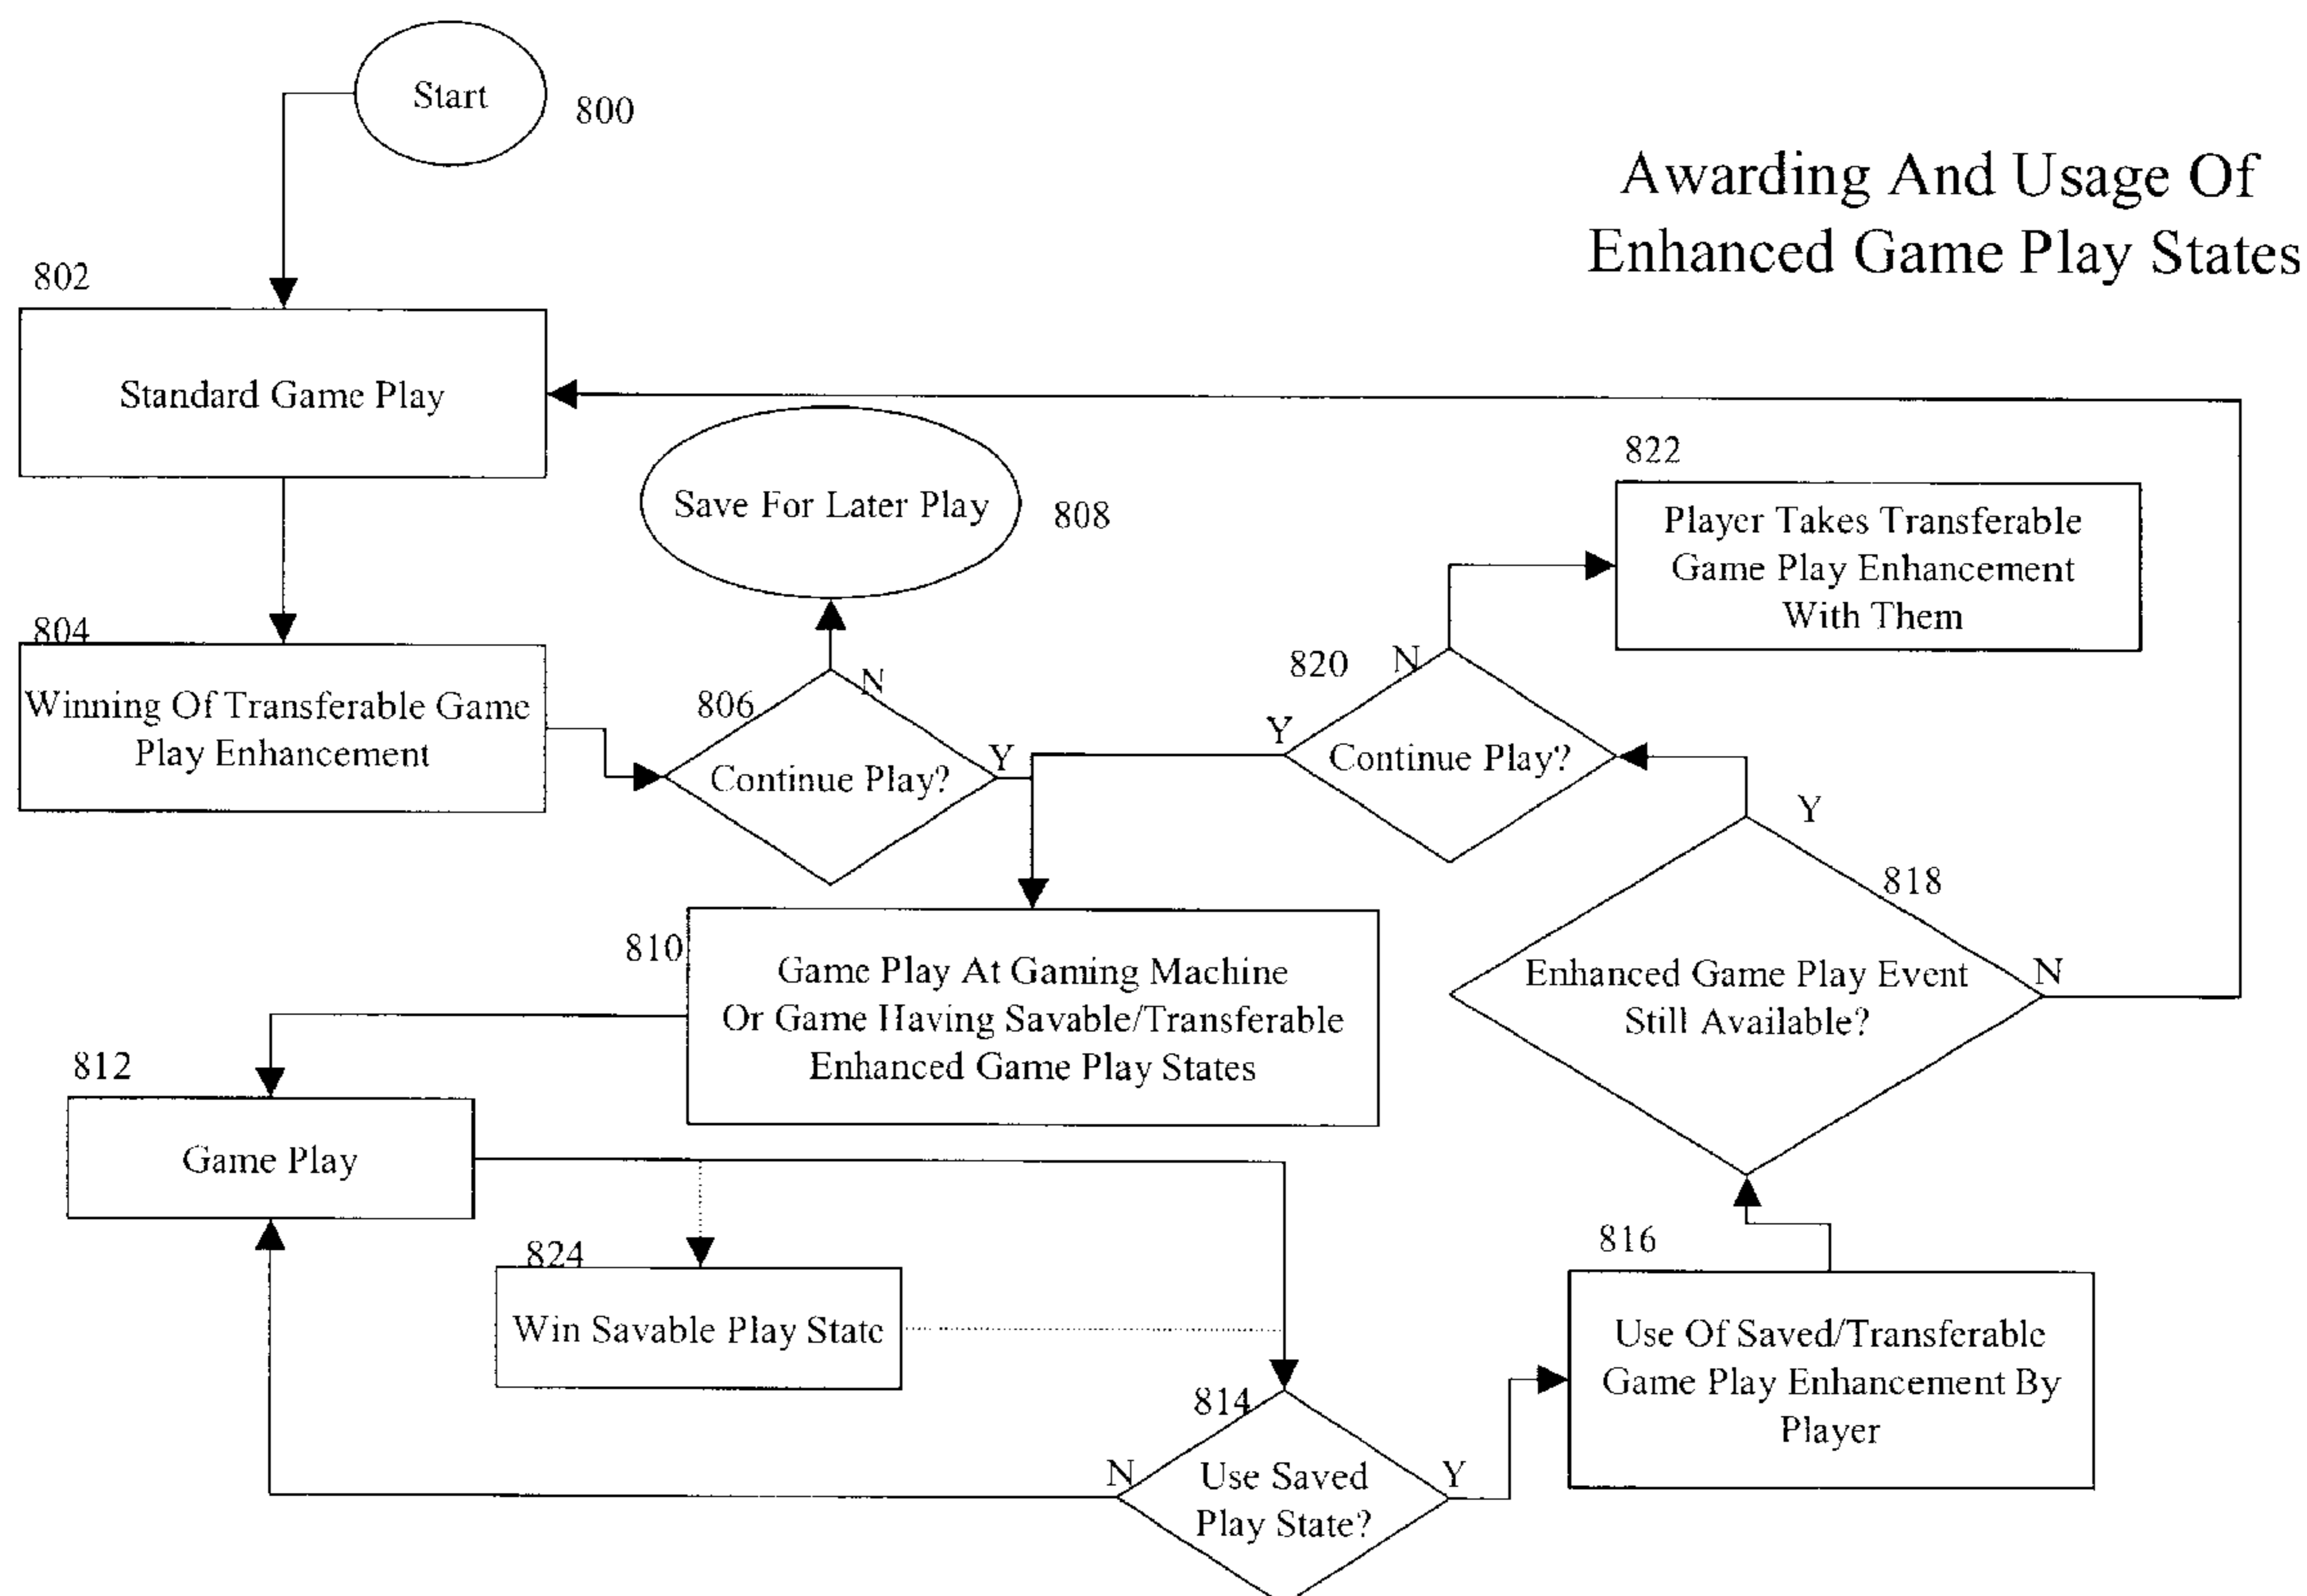 Start
800
Awarding And Usage Of
Enhanced Game Play States
802
Standard Game Play
822
Save For Later Play
808
Player Takes Transferable
Game Play Enhancement
With Them
804
Winning Of Transferable Game
Play Enhancement
806
N
Continue Play?
Y
820
N
Y
Continue Play?
Y
818
Enhanced Game Play Event
Still Available?
N
810
Game Play At Gaming Machine
Or Game Having Savable/Transferable
Enhanced Game Play States
812
Game Play
824
Win Savable Play State
816
Use Of Saved/Transferable
Game Play Enhancement By
Player
814
N
Use Saved
Play State?
Y